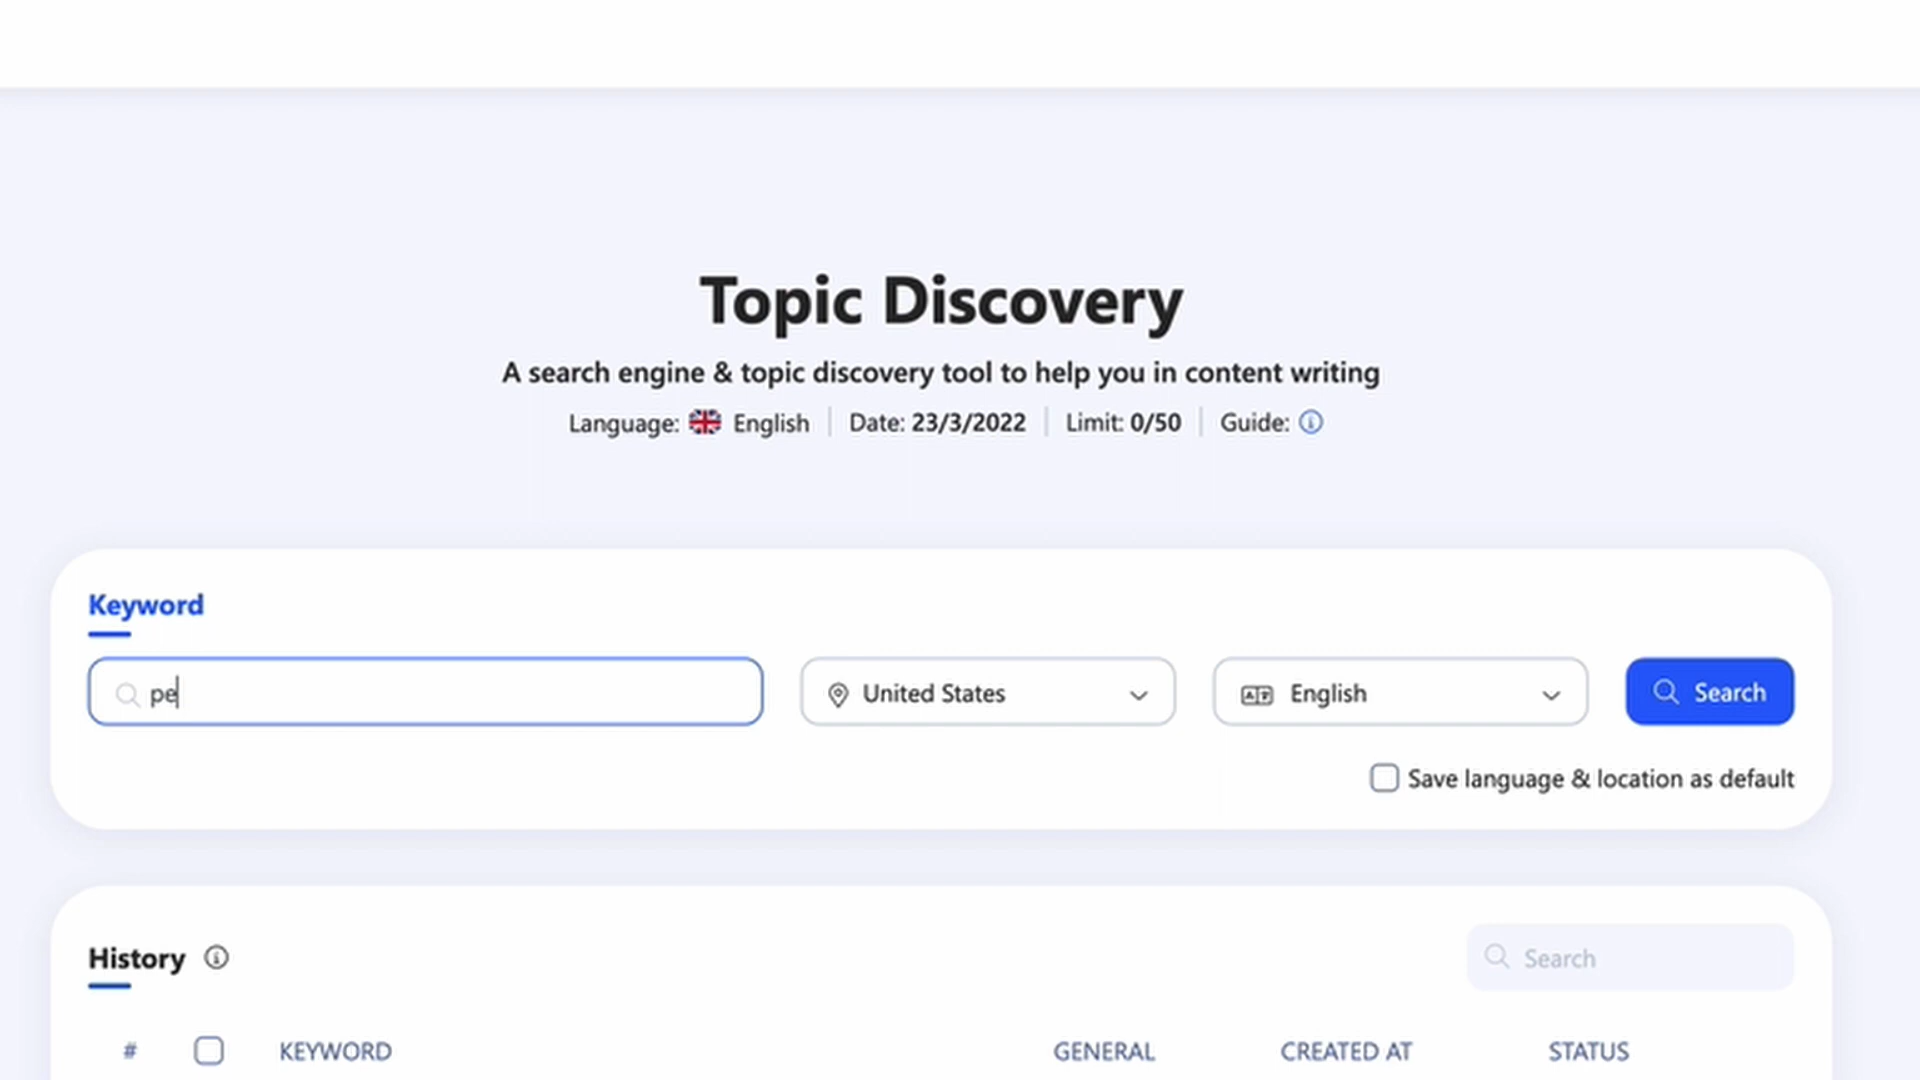 Topic Discovery
A search engine & topic discovery tool to help you in content writing
Language: English Date: 23/3/2022 Limit: 0/50 Guide:
Keyword
pe United States English Search
Save language & location as default
History Search
# KEYWORD GENERAL CREATED AT STATUS